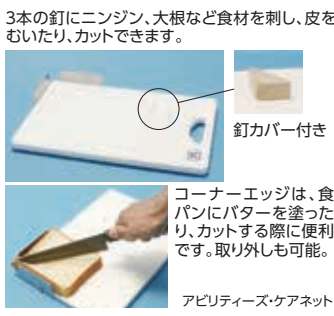 3本の釘にニンジン、大根など食材を刺し、皮を
むいたり、カットできます。
釘カバー付き
コーナーエッジは、食
パンにバターを塗った
り、カットする際に便利
です。取り外しも可能。
アビリティーズ・ケアネット